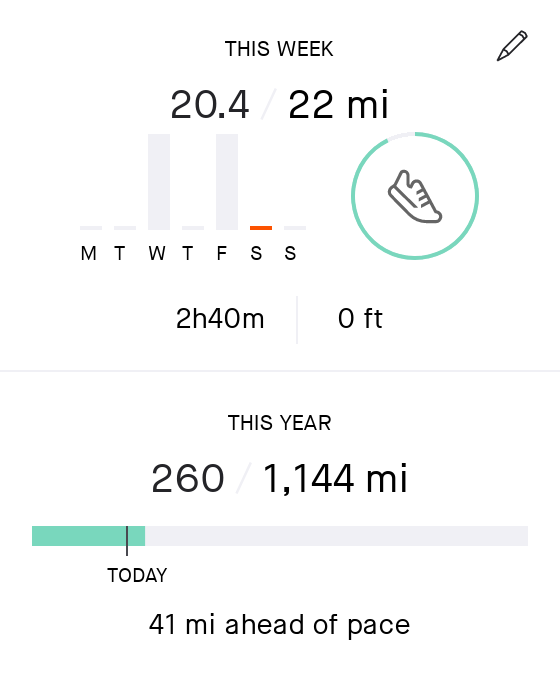 THIS WEEK
20.4 / 22 mi
M T W T F S S
2h40m 0 ft
THIS YEAR
260 / 1,144 mi
TODAY
41 mi ahead of pace